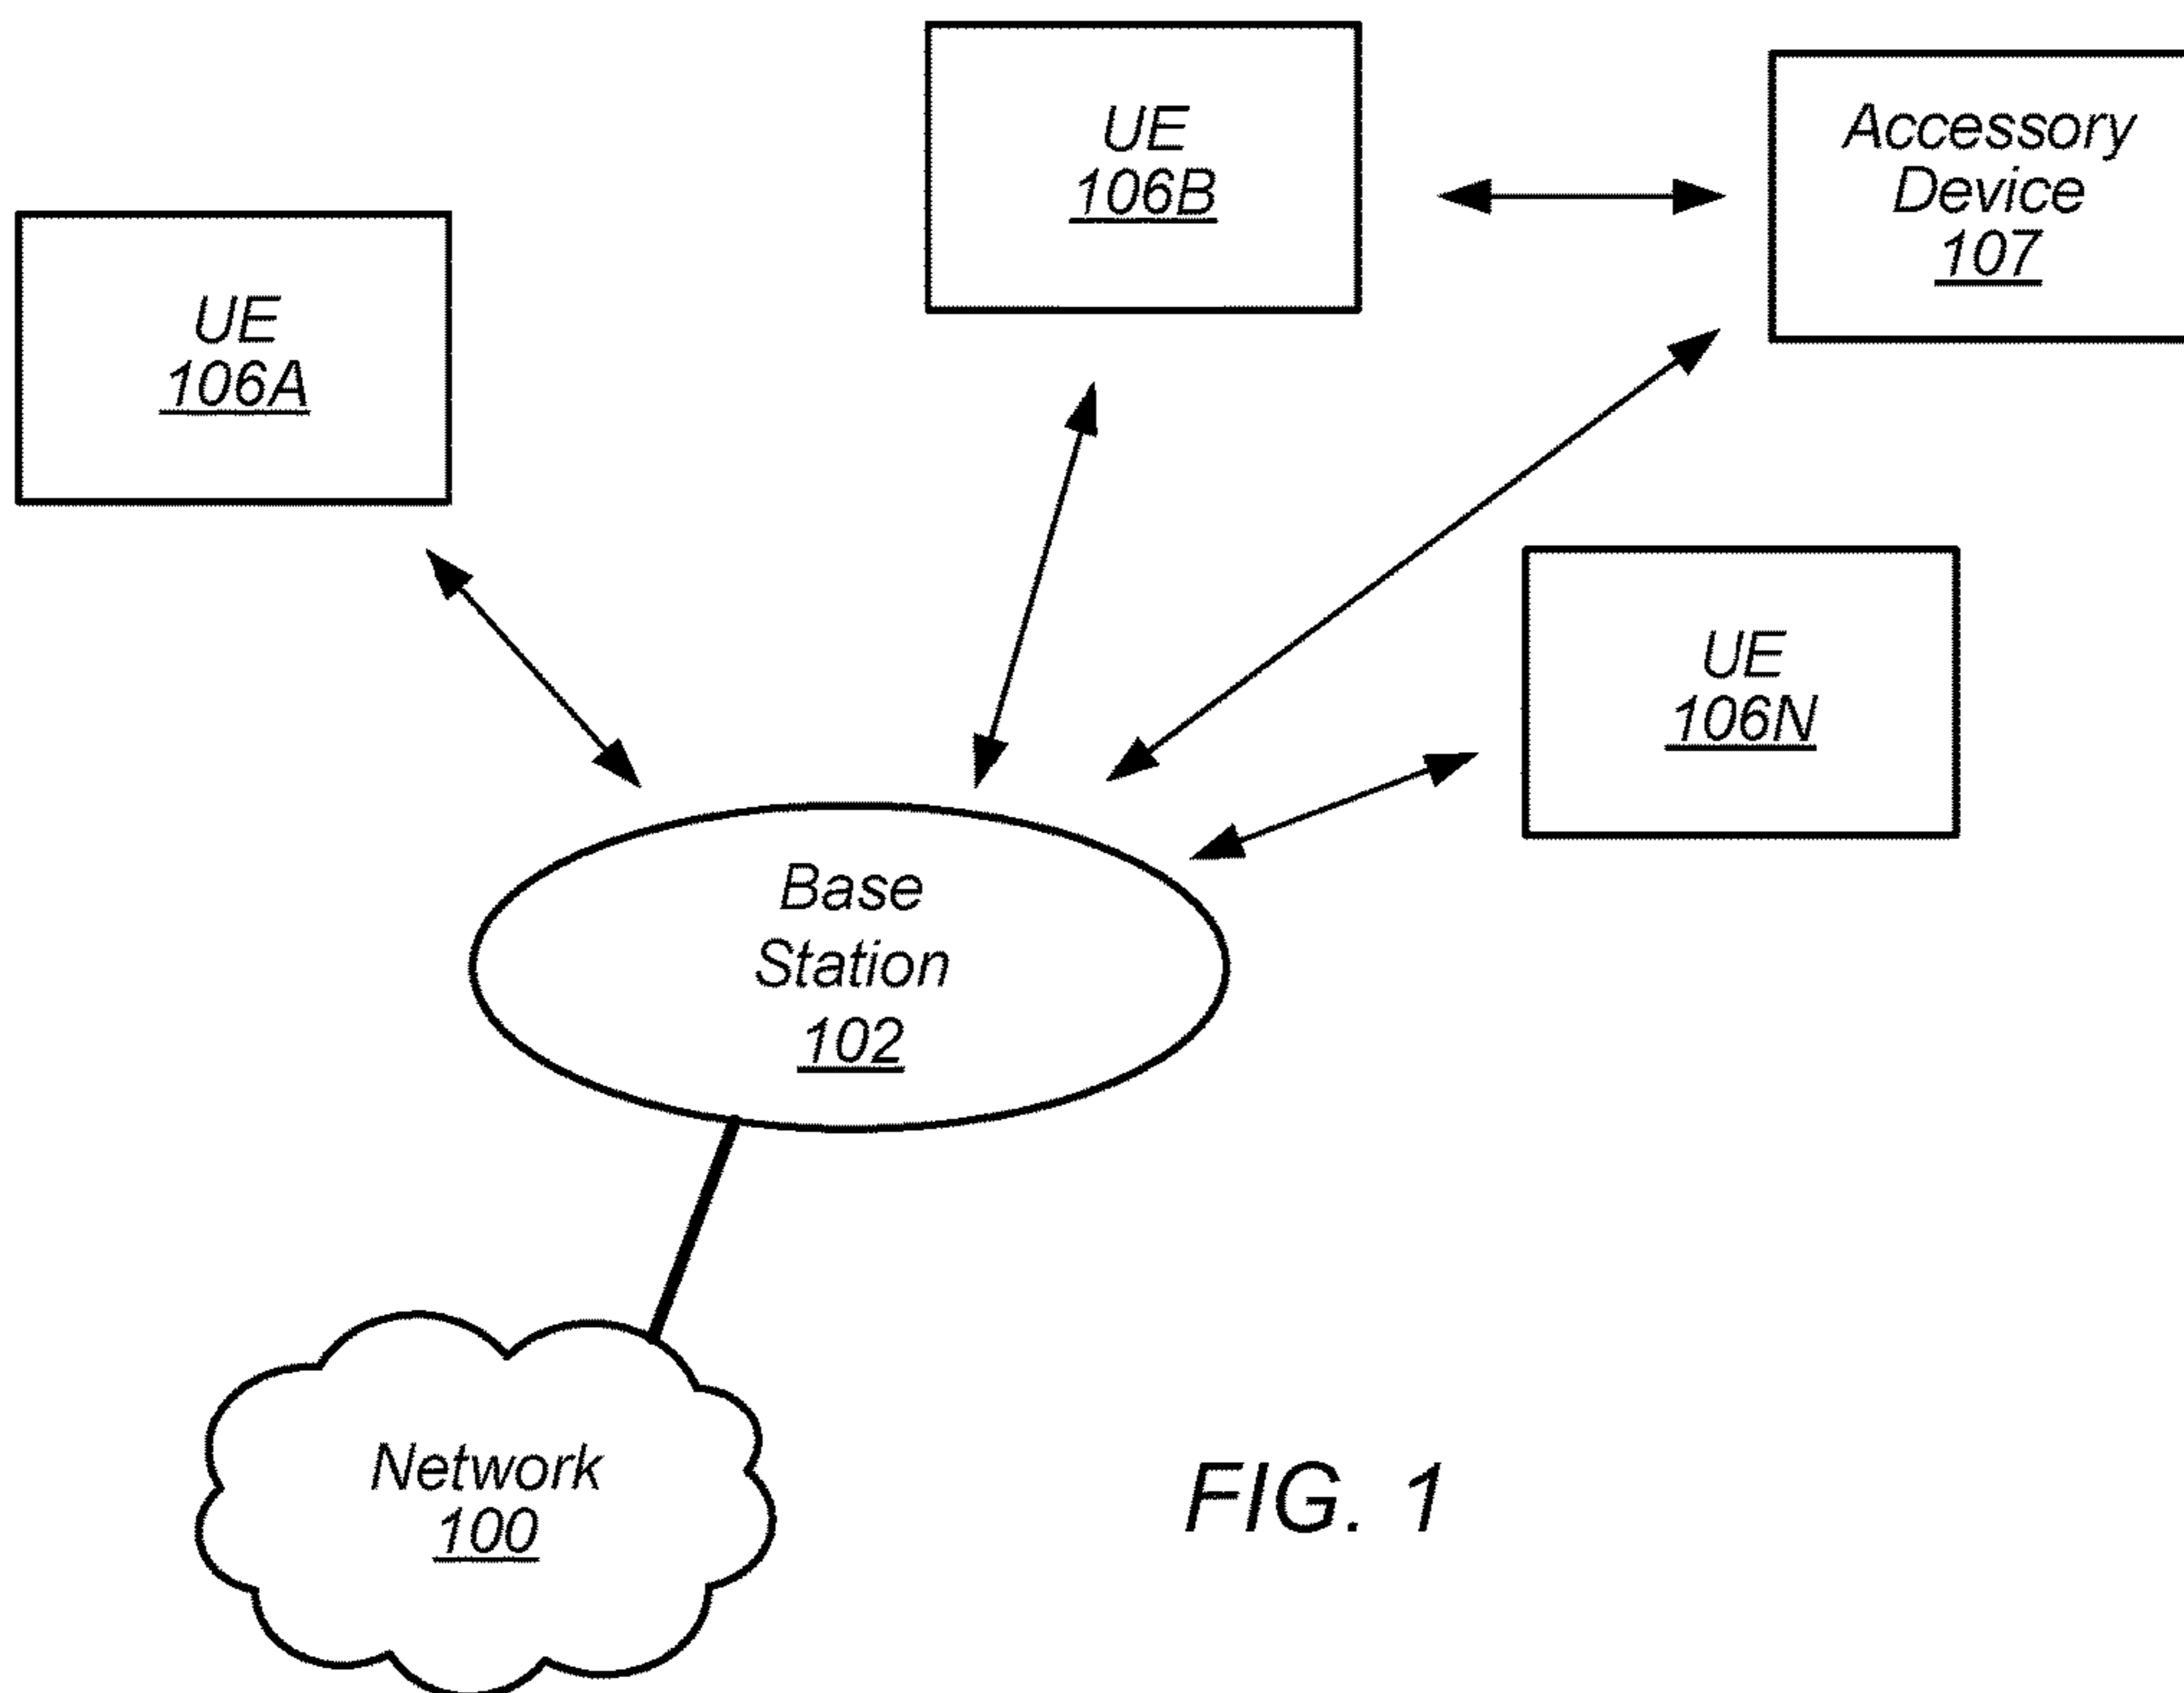 UE
106B
Accessory
Device
107
UE
106A
UE
106N
Base
Station
102
Network
100
FIG. 1